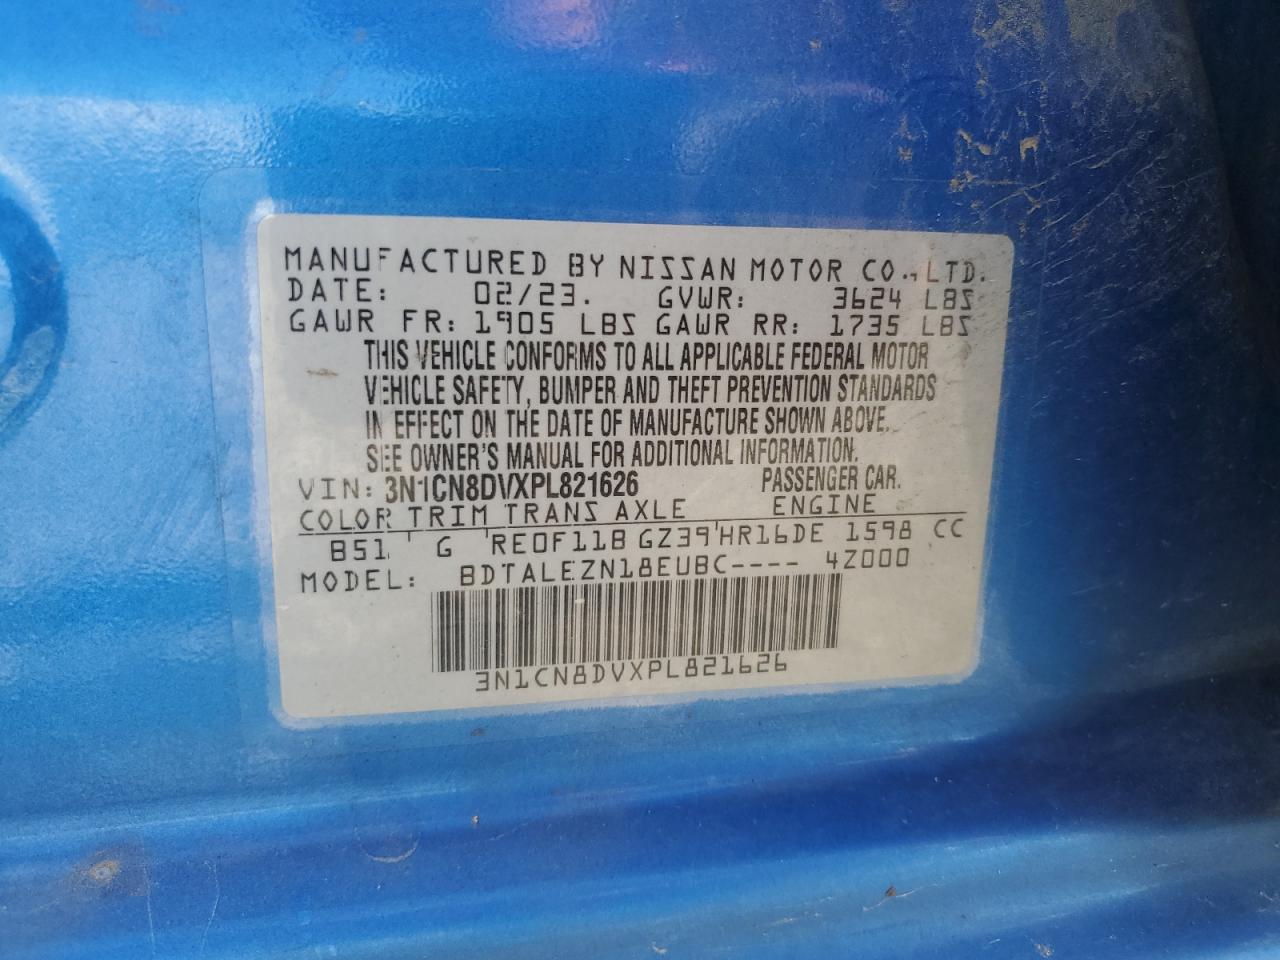 MANUFACTURED BY NISSAN MOTOR CO., LTD.
DATE: 02/23. GVWR: 3624 LBS
GAWR FR: 1905 LBS GAWR RR: 1735 LBS
THIS VEHICLE CONFORMS TO ALL APPLICABLE FEDERAL MOTOR
VEHICLE SAFETY, BUMPER AND THEFT PREVENTION STANDARDS
IN EFFECT ON THE DATE OF MANUFACTURE SHOWN ABOVE.
SEE OWNER'S MANUAL FOR ADDITIONAL INFORMATION.
VIN: 3N1CN8DVXPL821626 PASSENGER CAR.
COLOR TRIM TRANS AXLE ENGINE
B51 G RE0F11B GZ39 HR16DE 1598 CC
MODEL: BDTALEZN18EUBC---- 4Z000
3N1CN8DVXPL821626